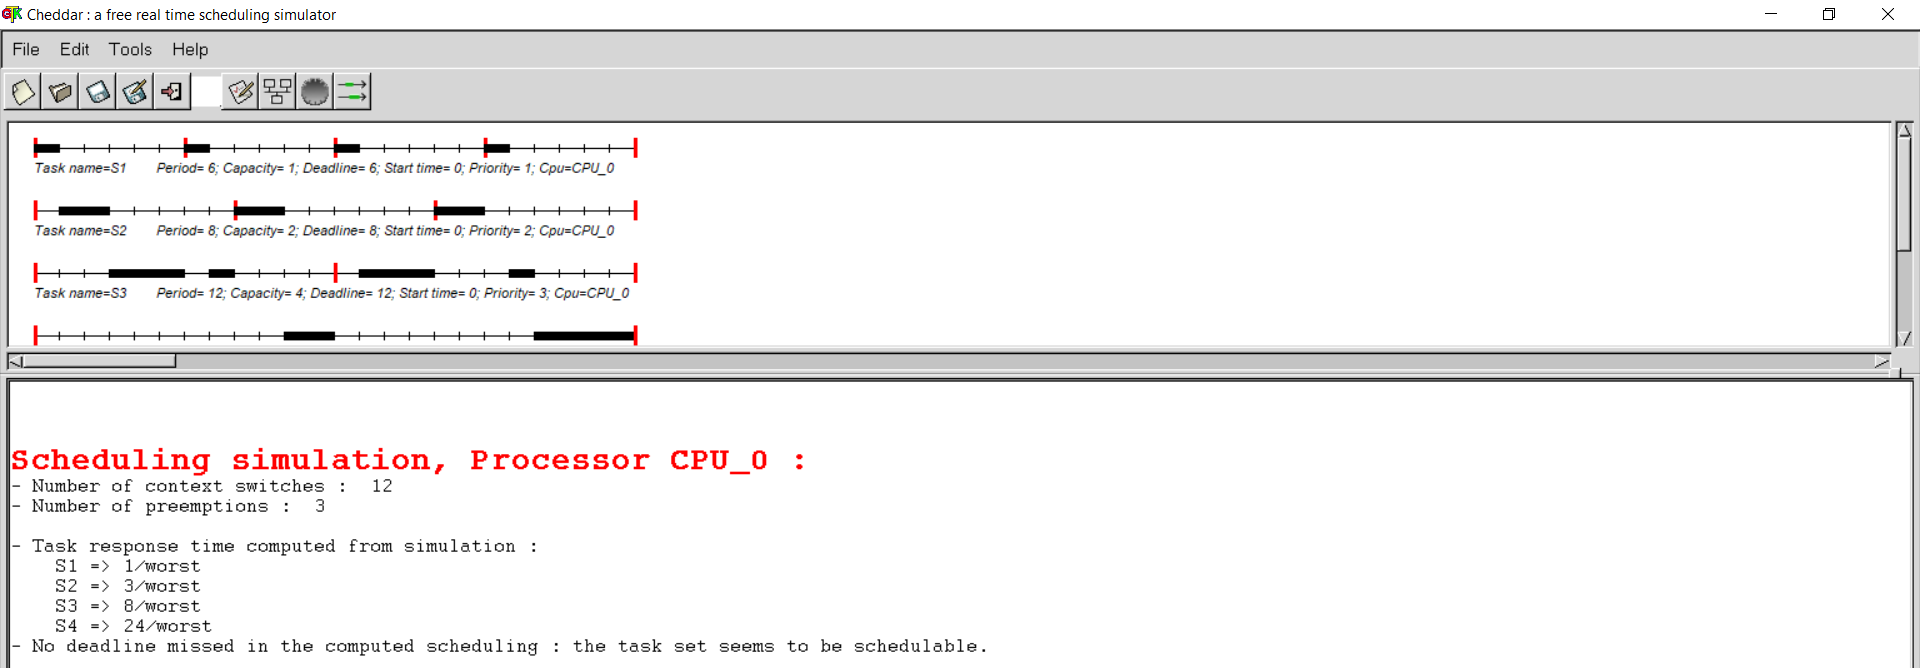 Cheddar : a free real time scheduling simulator
File Edit Tools Help
Task name=S1 Period= 6; Capacity= 1; Deadline= 6; Start time= 0; Priority= 1; Cpu=CPU_0
Task name=S2 Period= 8; Capacity= 2; Deadline= 8; Start time= 0; Priority= 2; Cpu=CPU_0
Task name=S3 Period= 12; Capacity= 4; Deadline= 12; Start time= 0; Priority= 3; Cpu=CPU_0
Scheduling simulation, Processor CPU_0 :
- Number of context switches : 12
- Number of preemptions : 3
- Task response time computed from simulation :
S1 => 1/worst
S2 => 3/worst
S3 => 8/worst
S4 => 24/worst
- No deadline missed in the computed scheduling : the task set seems to be schedulable.